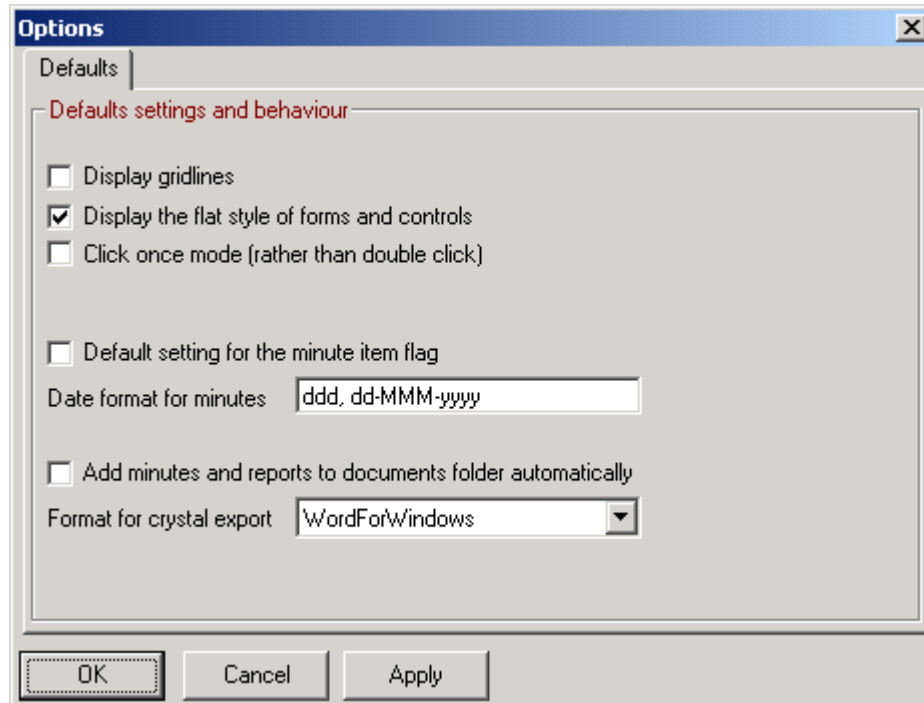 Options
Defaults
Defaults settings and behaviour
Display gridlines
Display the flat style of forms and controls
Click once mode (rather than double click)
Default setting for the minute item flag
Date format for minutes ddd, dd-MMM-yyyy
Add minutes and reports to documents folder automatically
Format for crystal export WordForWindows
OK Cancel Apply